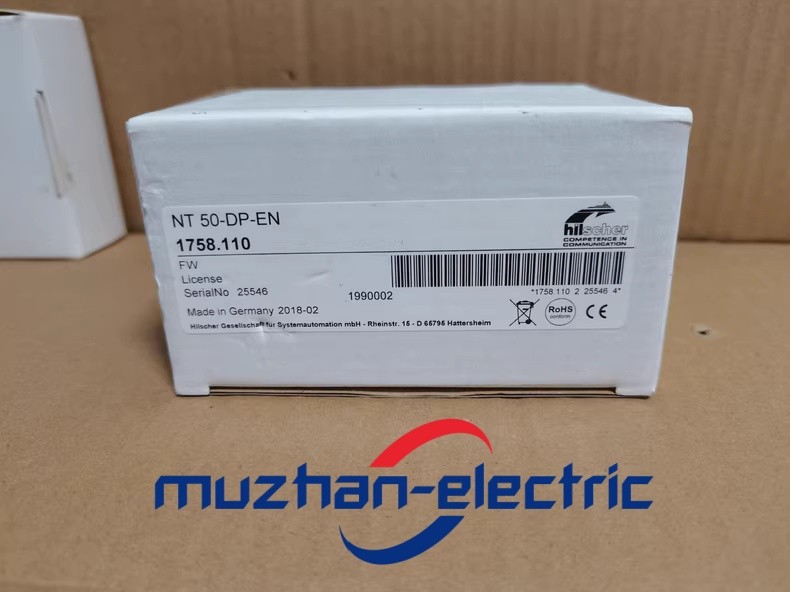 NT 50-DP-EN
1758.110
hilscher
COMPETENCE IN
COMMUNICATION
FW
License
SerialNo 25546
1990002
*1758.110 2 25546 4*
Made in Germany 2018-02
RoHS
conform
CE
Hilscher Gesellschaft für Systemautomation mbH - Rheinstr. 15 - D 65795 Hattersheim
muzhan-electric